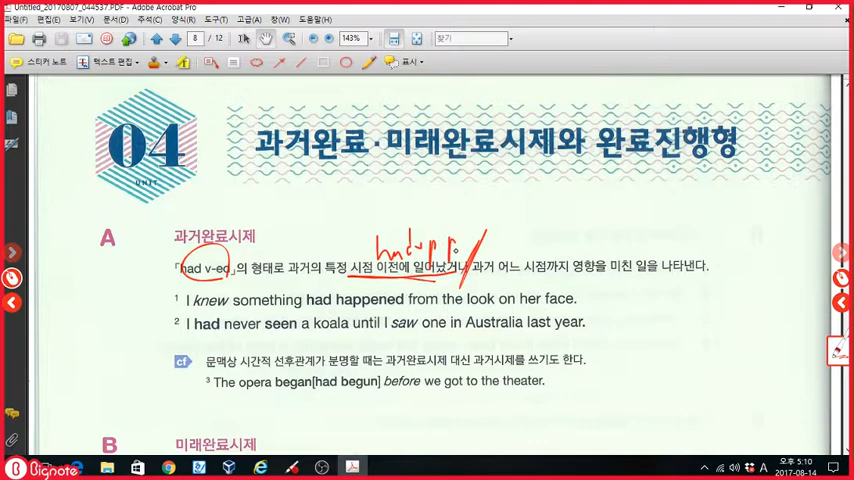 Untitled_20170807_044537.PDF - Adobe Acrobat Pro
파일(F) 편집(E) 보기(V) 문서(D) 주석(C) 양식(R) 도구(T) 고급(A) 창(W) 도움말(H)
8 / 12 143% 찾기
스티커 노트 텍스트 편집 표시
04
UNIT
과거완료·미래완료시제와 완료진행형
A 과거완료시제
had + p.p
「had v-ed」의 형태로 과거의 특정 시점 이전에 일어났거나 과거 어느 시점까지 영향을 미친 일을 나타낸다.
1 I knew something had happened from the look on her face.
2 I had never seen a koala until I saw one in Australia last year.
cf 문맥상 시간적 선후관계가 분명할 때는 과거완료시제 대신 과거시제를 쓰기도 한다.
3 The opera began[had begun] before we got to the theater.
B 미래완료시제
Bignote
A
오후 5:10
2017-08-14